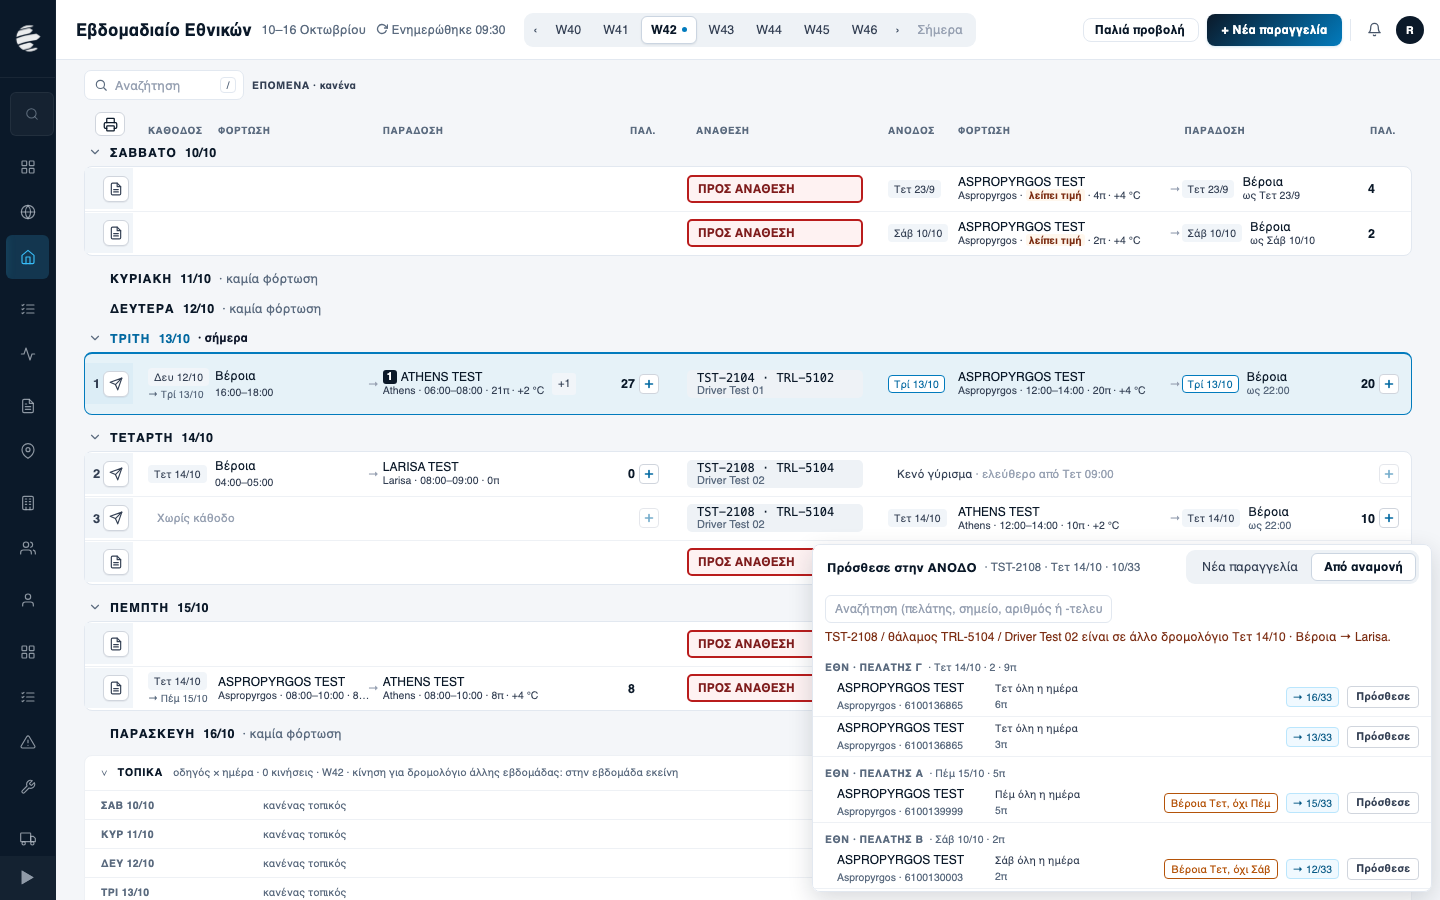 Εβδομαδιαίο Εθνικών 10–16 Οκτωβρίου Ενημερώθηκε 09:30 ‹ W40 W41 W42 W43 W44 W45 W46 › Σήμερα Παλιά προβολή + Νέα παραγγελία R
Αναζήτηση / ΕΠΟΜΕΝΑ · κανένα
ΚΑΘΟΔΟΣ ΦΟΡΤΩΣΗ ΠΑΡΑΔΟΣΗ ΠΑΛ. ΑΝΑΘΕΣΗ ΑΝΟΔΟΣ ΦΟΡΤΩΣΗ ΠΑΡΑΔΟΣΗ ΠΑΛ.
ΣΑΒΒΑΤΟ 10/10
ΠΡΟΣ ΑΝΑΘΕΣΗ Τετ 23/9 ASPROPYRGOS TEST → Τετ 23/9 Βέροια 4
Aspropyrgos · λείπει τιμή · 4π · +4 °C ως Τετ 23/9
ΠΡΟΣ ΑΝΑΘΕΣΗ Σάβ 10/10 ASPROPYRGOS TEST → Σάβ 10/10 Βέροια 2
Aspropyrgos · λείπει τιμή · 2π · +4 °C ως Σάβ 10/10
ΚΥΡΙΑΚΗ 11/10 · καμία φόρτωση
ΔΕΥΤΕΡΑ 12/10 · καμία φόρτωση
ΤΡΙΤΗ 13/10 · σήμερα
1 Δευ 12/10 Βέροια → 1 ATHENS TEST +1 27 + TST-2104 · TRL-5102 Τρί 13/10 ASPROPYRGOS TEST → Τρί 13/10 Βέροια 20 +
→ Τρί 13/10 16:00–18:00 Athens · 06:00–08:00 · 21π · +2 °C Driver Test 01 Aspropyrgos · 12:00–14:00 · 20π · +4 °C ως 22:00
ΤΕΤΑΡΤΗ 14/10
2 Τετ 14/10 Βέροια → LARISA TEST 0 + TST-2108 · TRL-5104 Κενό γύρισμα · ελεύθερο από Τετ 09:00 +
04:00–05:00 Larisa · 08:00–09:00 · 0π Driver Test 02
3 Χωρίς κάθοδο + TST-2108 · TRL-5104 Τετ 14/10 ATHENS TEST → Τετ 14/10 Βέροια 10 +
Driver Test 02 Athens · 12:00–14:00 · 10π · +2 °C ως 22:00
ΠΡΟΣ ΑΝΑΘΕΣΗ
ΠΕΜΠΤΗ 15/10
ΠΡΟΣ ΑΝΑΘΕΣΗ
Τετ 14/10 ASPROPYRGOS TEST → ATHENS TEST 8 ΠΡΟΣ ΑΝΑΘΕΣΗ
→ Πέμ 15/10 Aspropyrgos · 08:00–10:00 · 8... Athens · 08:00–10:00 · 8π · +4 °C
ΠΑΡΑΣΚΕΥΗ 16/10 · καμία φόρτωση
ΤΟΠΙΚΑ οδηγός × ημέρα · 0 κινήσεις · W42 · κίνηση για δρομολόγιο άλλης εβδομάδας: στην εβδομάδα εκείνη
ΣΑΒ 10/10 κανένας τοπικός
ΚΥΡ 11/10 κανένας τοπικός
ΔΕΥ 12/10 κανένας τοπικός
ΤΡΙ 13/10 κανένας τοπικός
Πρόσθεσε στην ΑΝΟΔΟ · TST-2108 · Τετ 14/10 · 10/33 Νέα παραγγελία Από αναμονή
Αναζήτηση (πελάτης, σημείο, αριθμός ή -τελευ
TST-2108 / θάλαμος TRL-5104 / Driver Test 02 είναι σε άλλο δρομολόγιο Τετ 14/10 · Βέροια → Larisa.
ΕΘΝ · ΠΕΛΑΤΗΣ Γ · Τετ 14/10 · 2 · 9π
ASPROPYRGOS TEST Τετ όλη η ημέρα → 16/33 Πρόσθεσε
Aspropyrgos · 6100136865 6π
ASPROPYRGOS TEST Τετ όλη η ημέρα → 13/33 Πρόσθεσε
Aspropyrgos · 6100136865 3π
ΕΘΝ · ΠΕΛΑΤΗΣ Α · Πέμ 15/10 · 5π
ASPROPYRGOS TEST Πέμ όλη η ημέρα Βέροια Τετ, όχι Πέμ → 15/33 Πρόσθεσε
Aspropyrgos · 6100139999 5π
ΕΘΝ · ΠΕΛΑΤΗΣ Β · Σάβ 10/10 · 2π
ASPROPYRGOS TEST Σάβ όλη η ημέρα Βέροια Τετ, όχι Σάβ → 12/33 Πρόσθεσε
Aspropyrgos · 6100130003 2π